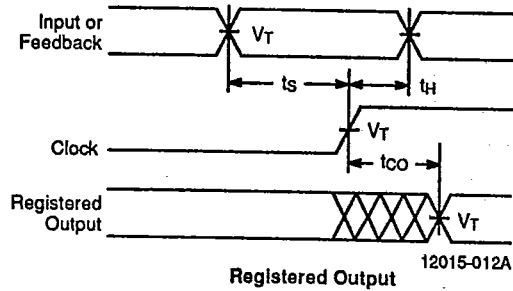 Input or
Feedback
VT
tS
tH
Clock
VT
tCO
Registered
Output
VT
12015-012A
Registered Output